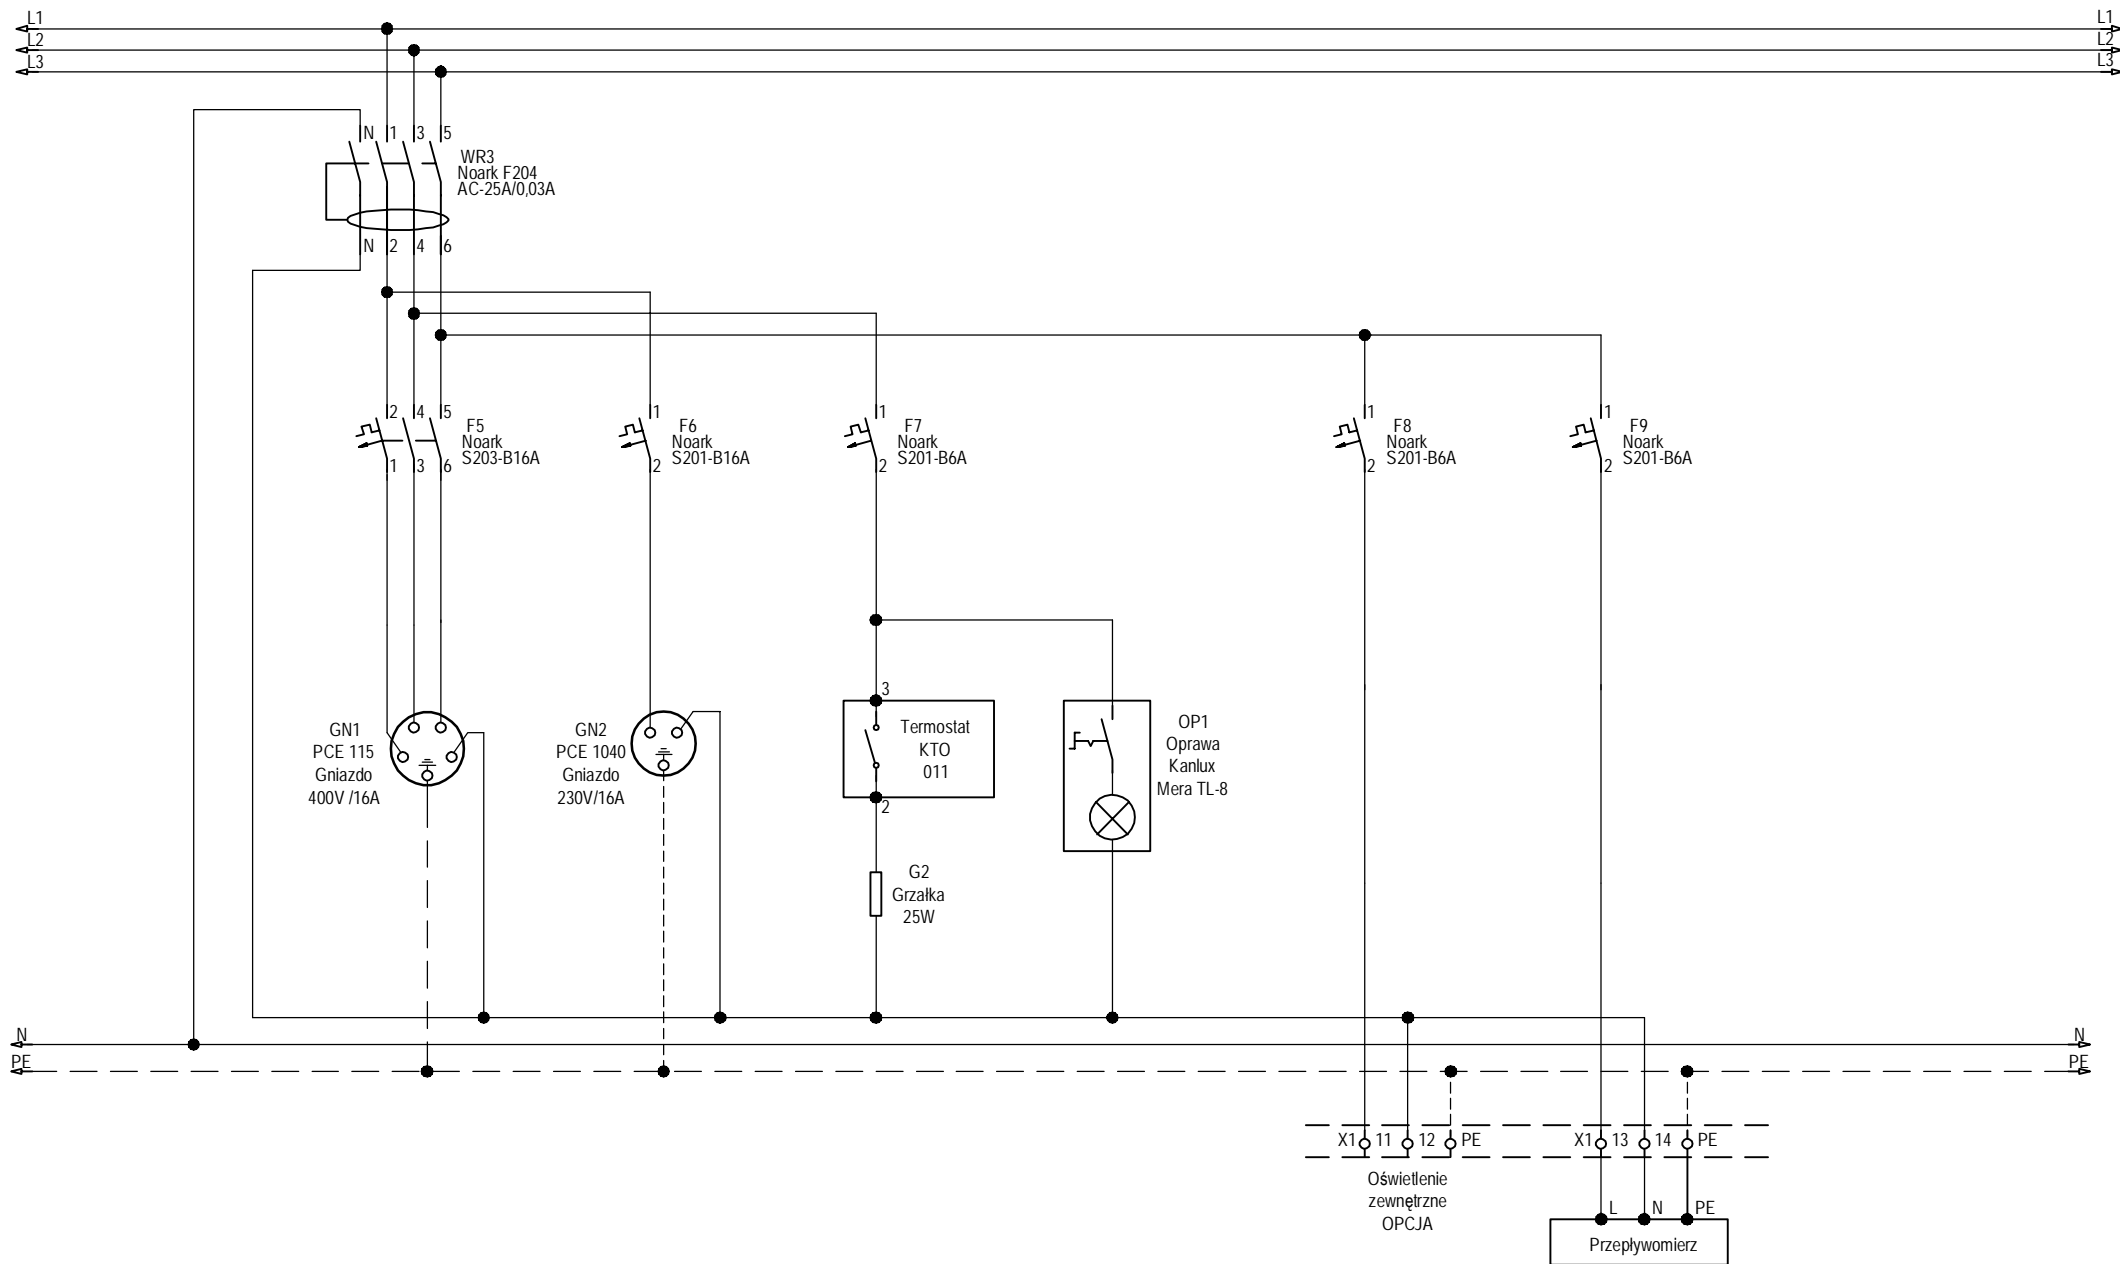 L1 L1
L2 L2
L3 L3
N 1 3 5
WR3
Noark F204
AC-25A/0,03A
N 2 4 6
2 4 5
F5
Noark
S203-B16A
1 3 6
1
F6
Noark
S201-B16A
2
1
F7
Noark
S201-B6A
2
1
F8
Noark
S201-B6A
2
1
F9
Noark
S201-B6A
2
GN1
PCE 115
Gniazdo
400V /16A
GN2
PCE 1040
Gniazdo
230V/16A
3
Termostat
KTO
011
2
OP1
Oprawa
Kanlux
Mera TL-8
G2
Grzałka
25W
N N
PE PE
X1 11 12 PE
X1 13 14 PE
Oświetlenie
zewnętrzne
OPCJA
L N PE
Przepływomierz